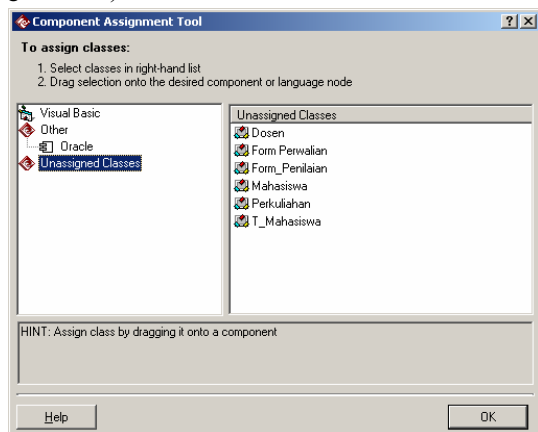 Component Assignment Tool
To assign classes:
1. Select classes in right-hand list
2. Drag selection onto the desired component or language node
Visual Basic
Other
Oracle
Unassigned Classes
Unassigned Classes
Dosen
Form Perwalian
Form_Penilaian
Mahasiswa
Perkuliahan
T_Mahasiswa
HINT: Assign class by dragging it onto a component
Help
OK